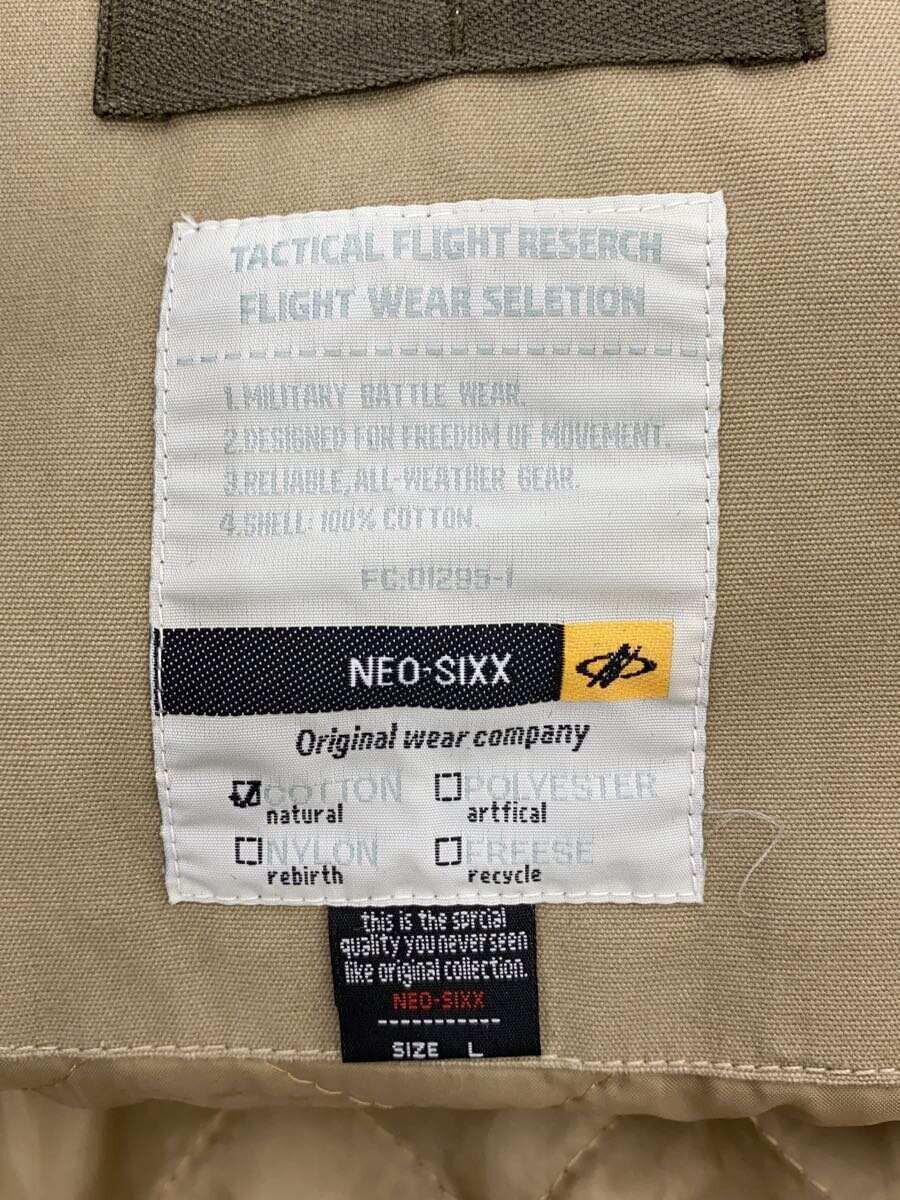 TACTICAL FLIGHT RESERCH
FLIGHT WEAR SELETION
1.MILITARY BATTLE WEAR.
2.DESIGNED FOR FREEDOM OF MOVEMENT.
3.RELIABLE,ALL-WEATHER GEAR.
4.SHELL: 100% COTTON.
FC:01295-1
NEO-SIXX
Original wear company
COTTON POLYESTER
natural artfical
NYLON FREESE
rebirth recycle
this is the sprcial
quality you never seen
like original collection.
NEO-SIXX
SIZE L